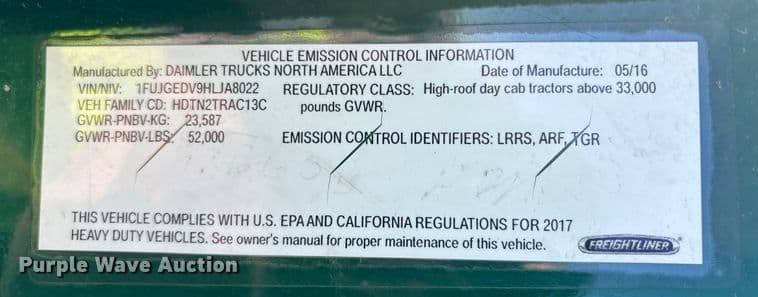 VEHICLE EMISSION CONTROL INFORMATION
Manufactured By: DAIMLER TRUCKS NORTH AMERICA LLC Date of Manufacture: 05/16
VIN/NIV: 1FUJGEDV9HLJA8022 REGULATORY CLASS: High-roof day cab tractors above 33,000
VEH FAMILY CD: HDTN2TRAC13C pounds GVWR.
GVWR-PNBV-KG: 23,587
GVWR-PNBV-LBS: 52,000 EMISSION CONTROL IDENTIFIERS: LRRS, ARF, TGR
THIS VEHICLE COMPLIES WITH U.S. EPA AND CALIFORNIA REGULATIONS FOR 2017
HEAVY DUTY VEHICLES. See owner's manual for proper maintenance of this vehicle.
FREIGHTLINER
Purple Wave Auction